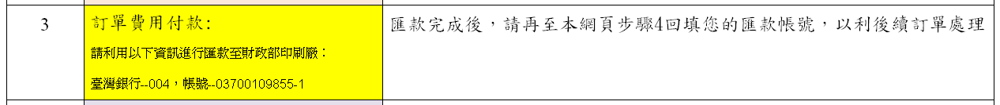 3
訂單費用付款:
請利用以下資訊進行匯款至財政部印刷廠：
臺灣銀行--004，帳號--03700109855-1
匯款完成後，請再至本網頁步驟4回填您的匯款帳號，以利後續訂單處理